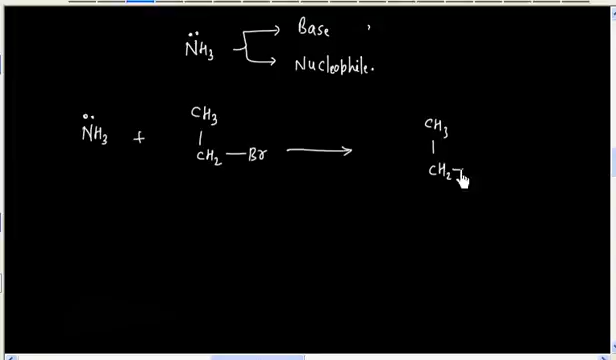 Base
N̈H3
Nucleophile.
CH3
N̈H3 + CH2 — Br ⟶
CH3
CH2 —